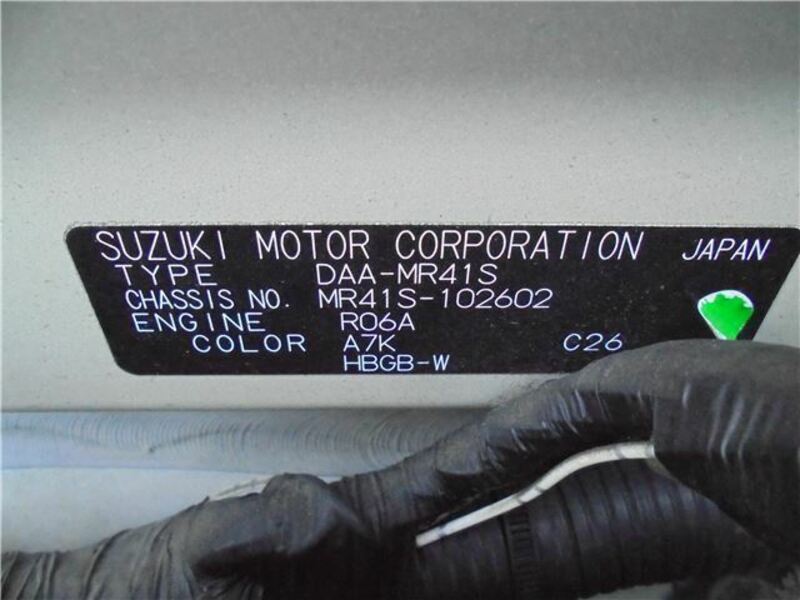 SUZUKI MOTOR CORPORATION JAPAN
TYPE DAA-MR41S
CHASSIS NO. MR41S-102602
ENGINE R06A
COLOR A7K C26
HBGB-W